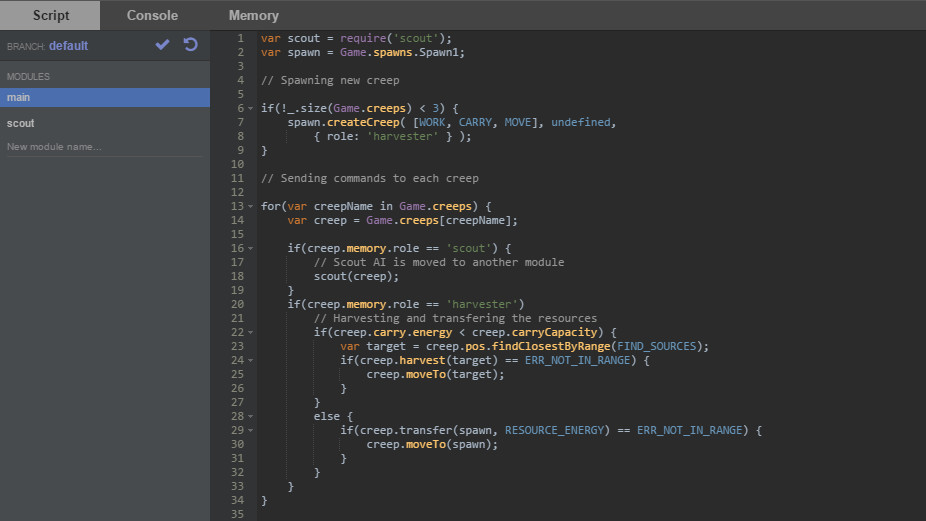 Script Console Memory
BRANCH: default
MODULES
main
scout
New module name...
1 var scout = require('scout');
2 var spawn = Game.spawns.Spawn1;
3
4 // Spawning new creep
5
6 if(!_.size(Game.creeps) < 3) {
7 spawn.createCreep( [WORK, CARRY, MOVE], undefined,
8 { role: 'harvester' } );
9 }
10
11 // Sending commands to each creep
12
13 for(var creepName in Game.creeps) {
14 var creep = Game.creeps[creepName];
15
16 if(creep.memory.role == 'scout') {
17 // Scout AI is moved to another module
18 scout(creep);
19 }
20 if(creep.memory.role == 'harvester')
21 // Harvesting and transfering the resources
22 if(creep.carry.energy < creep.carryCapacity) {
23 var target = creep.pos.findClosestByRange(FIND_SOURCES);
24 if(creep.harvest(target) == ERR_NOT_IN_RANGE) {
25 creep.moveTo(target);
26 }
27 }
28 else {
29 if(creep.transfer(spawn, RESOURCE_ENERGY) == ERR_NOT_IN_RANGE) {
30 creep.moveTo(spawn);
31 }
32 }
33 }
34 }
35